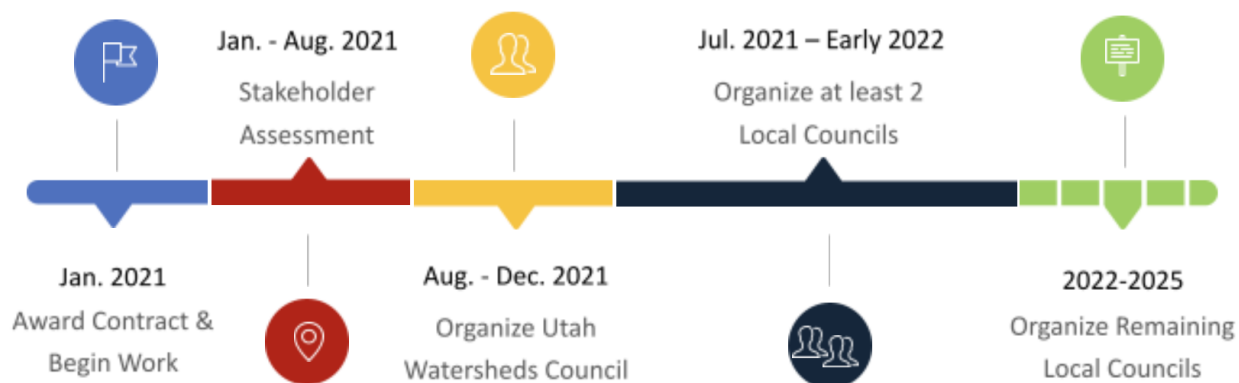 Jan. 2021
Award Contract &
Begin Work
Jan. - Aug. 2021
Stakeholder
Assessment
Aug. - Dec. 2021
Organize Utah
Watersheds Council
Jul. 2021 – Early 2022
Organize at least 2
Local Councils
2022-2025
Organize Remaining
Local Councils